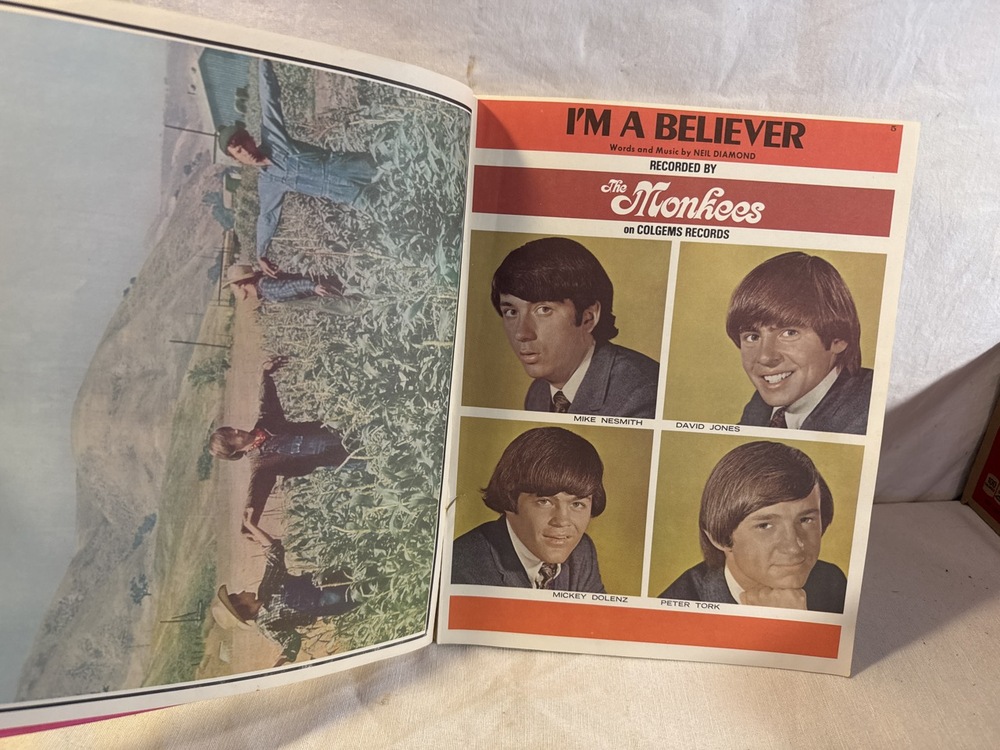 I'M A BELIEVER
Words and Music by NEIL DIAMOND
RECORDED BY
The Monkees
on COLGEMS RECORDS
MIKE NESMITH
DAVID JONES
MICKEY DOLENZ
PETER TORK